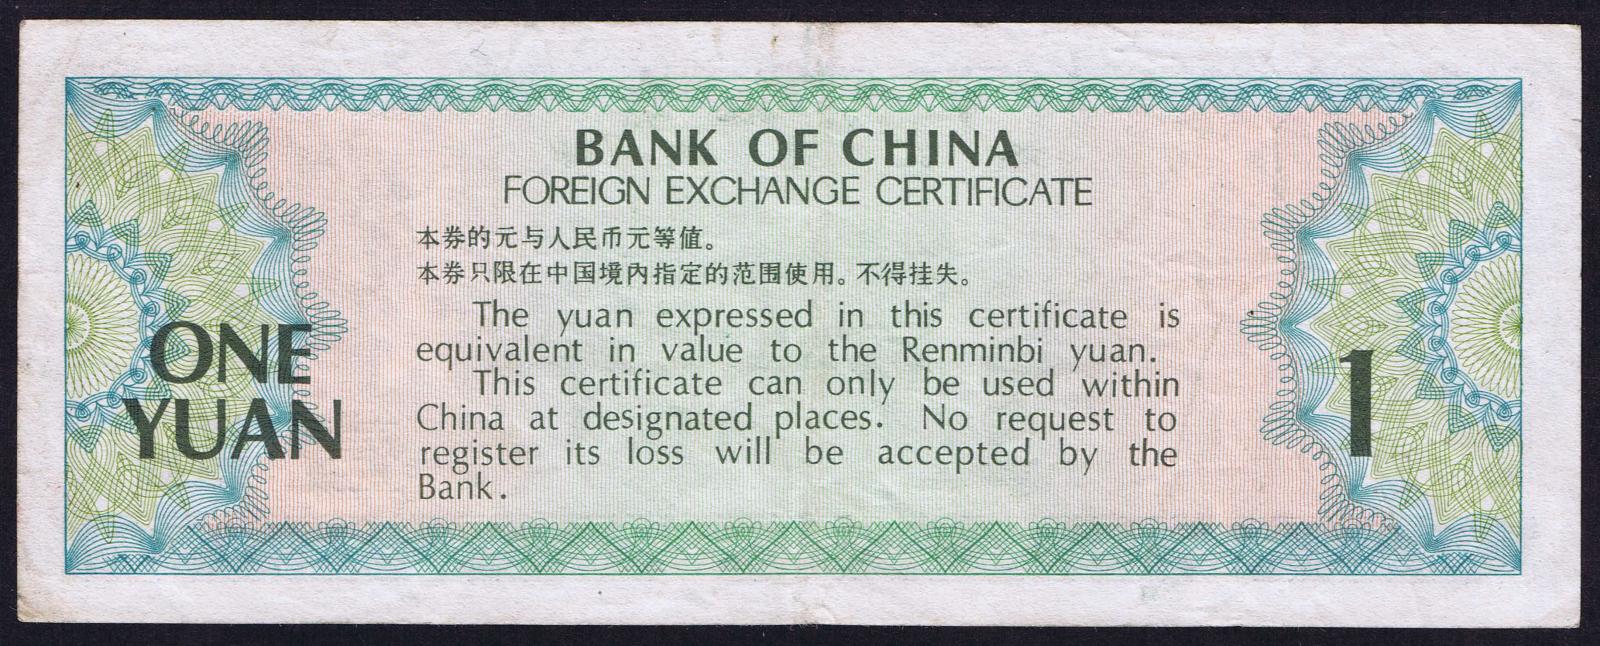 BANK OF CHINA
FOREIGN EXCHANGE CERTIFICATE
本券的元与人民币元等值。
本券只限在中国境内指定的范围使用。不得挂失。
The yuan expressed in this certificate is
equivalent in value to the Renminbi yuan.
This certificate can only be used within
China at designated places. No request to
register its loss will be accepted by the
Bank.
ONE
YUAN
1